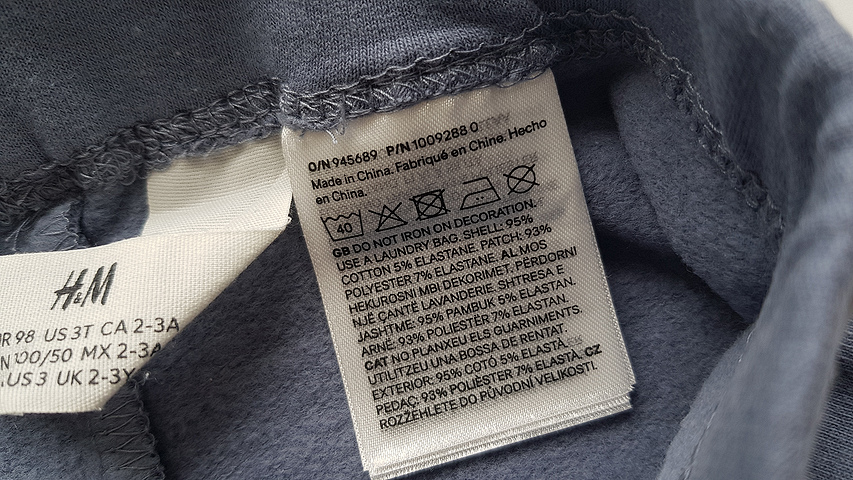 H&M
98 US 3T CA 2-3A
100/50 MX 2-3A
US 3 UK 2-3Y
O/N 945689 P/N 1009288 0
Made in China. Fabriqué en Chine. Hecho
en China.
40
GB DO NOT IRON ON DECORATION.
USE A LAUNDRY BAG. SHELL: 95%
COTTON 5% ELASTANE. PATCH: 93%
POLYESTER 7% ELASTANE. AL MOS
HEKUROSNI MBI DEKORIMET. PËRDORNI
NJË ÇANTË LAVANDERIE. SHTRESA E
JASHTME: 95% PAMBUK 5% ELASTAN.
ARNË: 93% POLIESTËR 7% ELASTAN.
CAT NO PLANXEU ELS GUARNIMENTS.
UTILITZEU UNA BOSSA DE RENTAT.
EXTERIOR: 95% COTÓ 5% ELASTÀ.
PEDAÇ: 93% POLIÈSTER 7% ELASTÀ. CZ
ROZŽEHLETE DO PŮVODNÍ VELIKOSTI.